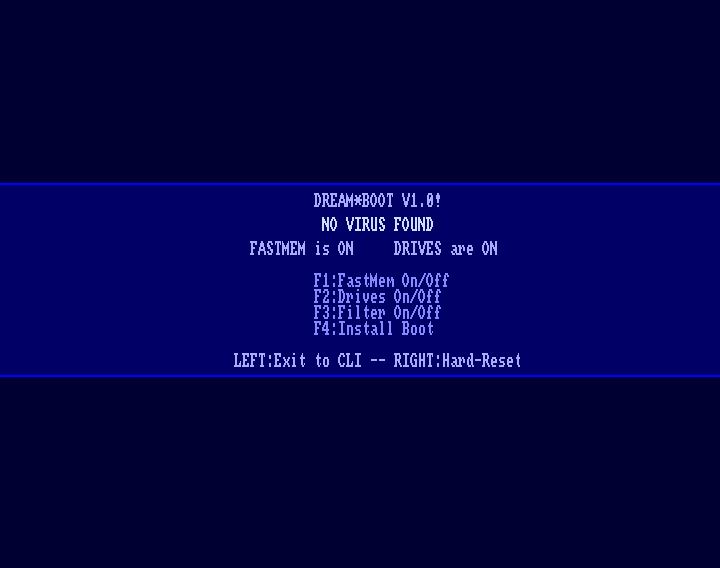 DREAM*BOOT V1.0!
NO VIRUS FOUND
FASTMEM is ON     DRIVES are ON
F1:FastMem On/Off
F2:Drives On/Off
F3:Filter On/Off
F4:Install Boot
LEFT:Exit to CLI -- RIGHT:Hard-Reset